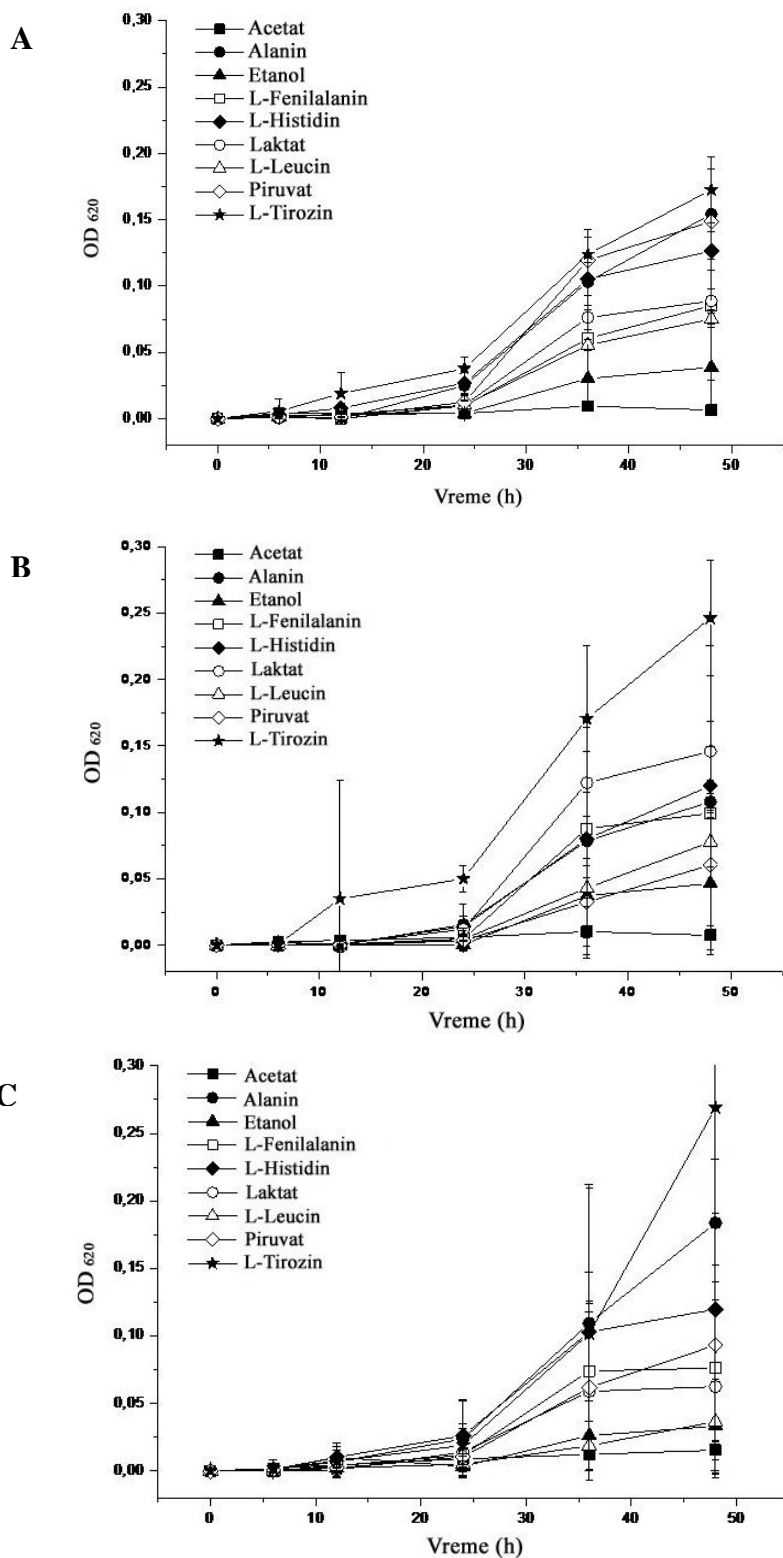 A
0,30
0,25
0,20
0,15
0,10
0,05
0,00
OD 620
Acetat
Alanin
Etanol
L-Fenilalanin
L-Histidin
Laktat
L-Leucin
Piruvat
L-Tirozin
0 10 20 30 40 50
Vreme (h)
B
0,30
0,25
0,20
0,15
0,10
0,05
0,00
OD 620
Acetat
Alanin
Etanol
L-Fenilalanin
L-Histidin
Laktat
L-Leucin
Piruvat
L-Tirozin
0 10 20 30 40 50
Vreme (h)
C
0,30
0,25
0,20
0,15
0,10
0,05
0,00
OD 620
Acetat
Alanin
Etanol
L-Fenilalanin
L-Histidin
Laktat
L-Leucin
Piruvat
L-Tirozin
0 10 20 30 40 50
Vreme (h)